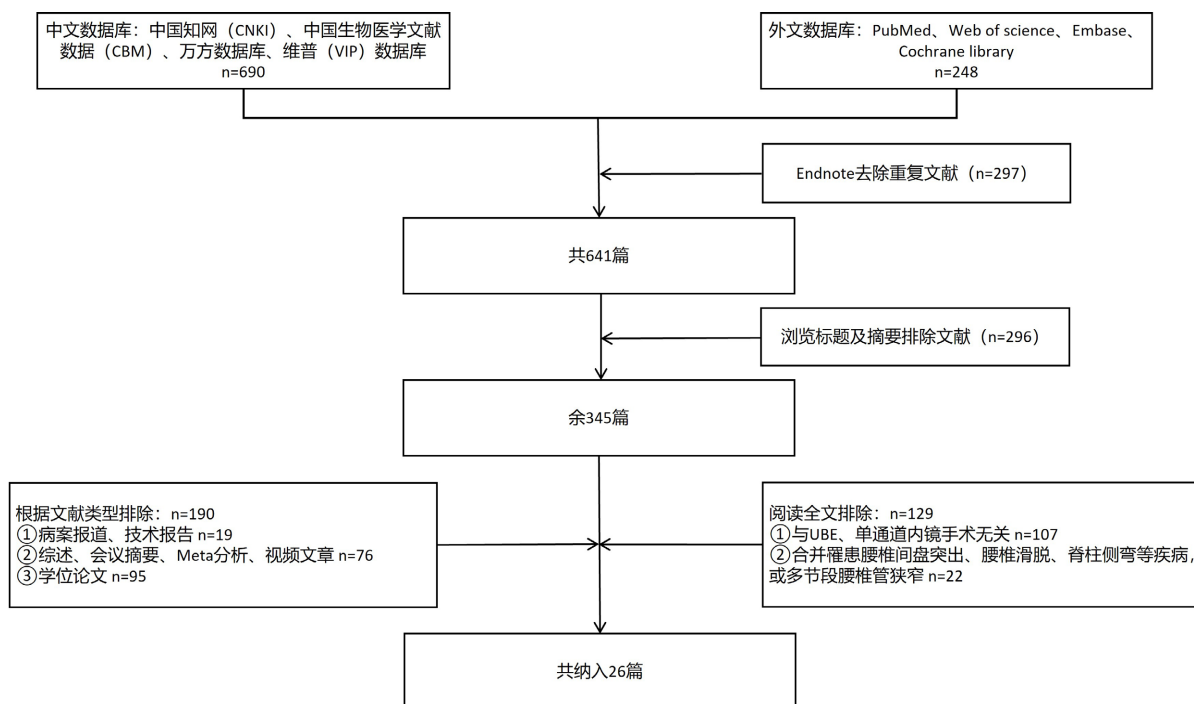 中文数据库：中国知网（CNKI）、中国生物医学文献
数据（CBM）、万方数据库、维普（VIP）数据库
n=690
外文数据库：PubMed、Web of science、Embase、
Cochrane library
n=248
Endnote去除重复文献（n=297）
共641篇
浏览标题及摘要排除文献（n=296）
余345篇
根据文献类型排除：n=190
①病案报道、技术报告 n=19
②综述、会议摘要、Meta分析、视频文章 n=76
③学位论文 n=95
阅读全文排除：n=129
①与UBE、单通道内镜手术无关 n=107
②合并罹患腰椎间盘突出、腰椎滑脱、脊柱侧弯等疾病，
或多节段腰椎管狭窄 n=22
共纳入26篇